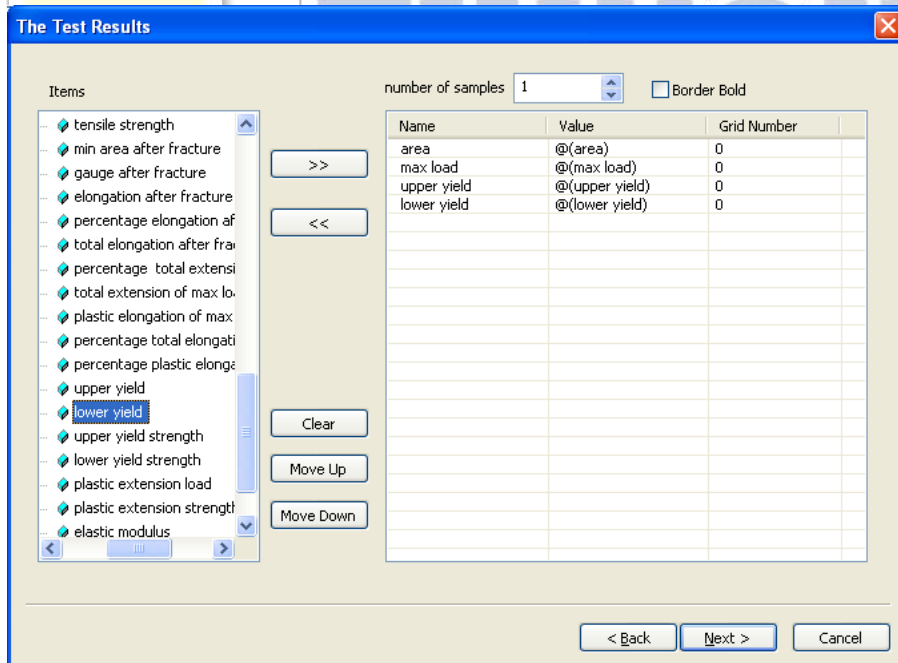 The Test Results
Items
number of samples 1 Border Bold
tensile strength
min area after fracture
gauge after fracture
elongation after fracture
percentage elongation af
total elongation after fra
percentage total extensi
total extension of max lo
plastic elongation of max
percentage total elongati
percentage plastic elonga
upper yield
lower yield
upper yield strength
lower yield strength
plastic extension load
plastic extension strengt
elastic modulus
>>
<<
Clear
Move Up
Move Down
Name Value Grid Number
area @(area) 0
max load @(max load) 0
upper yield @(upper yield) 0
lower yield @(lower yield) 0
< Back Next > Cancel